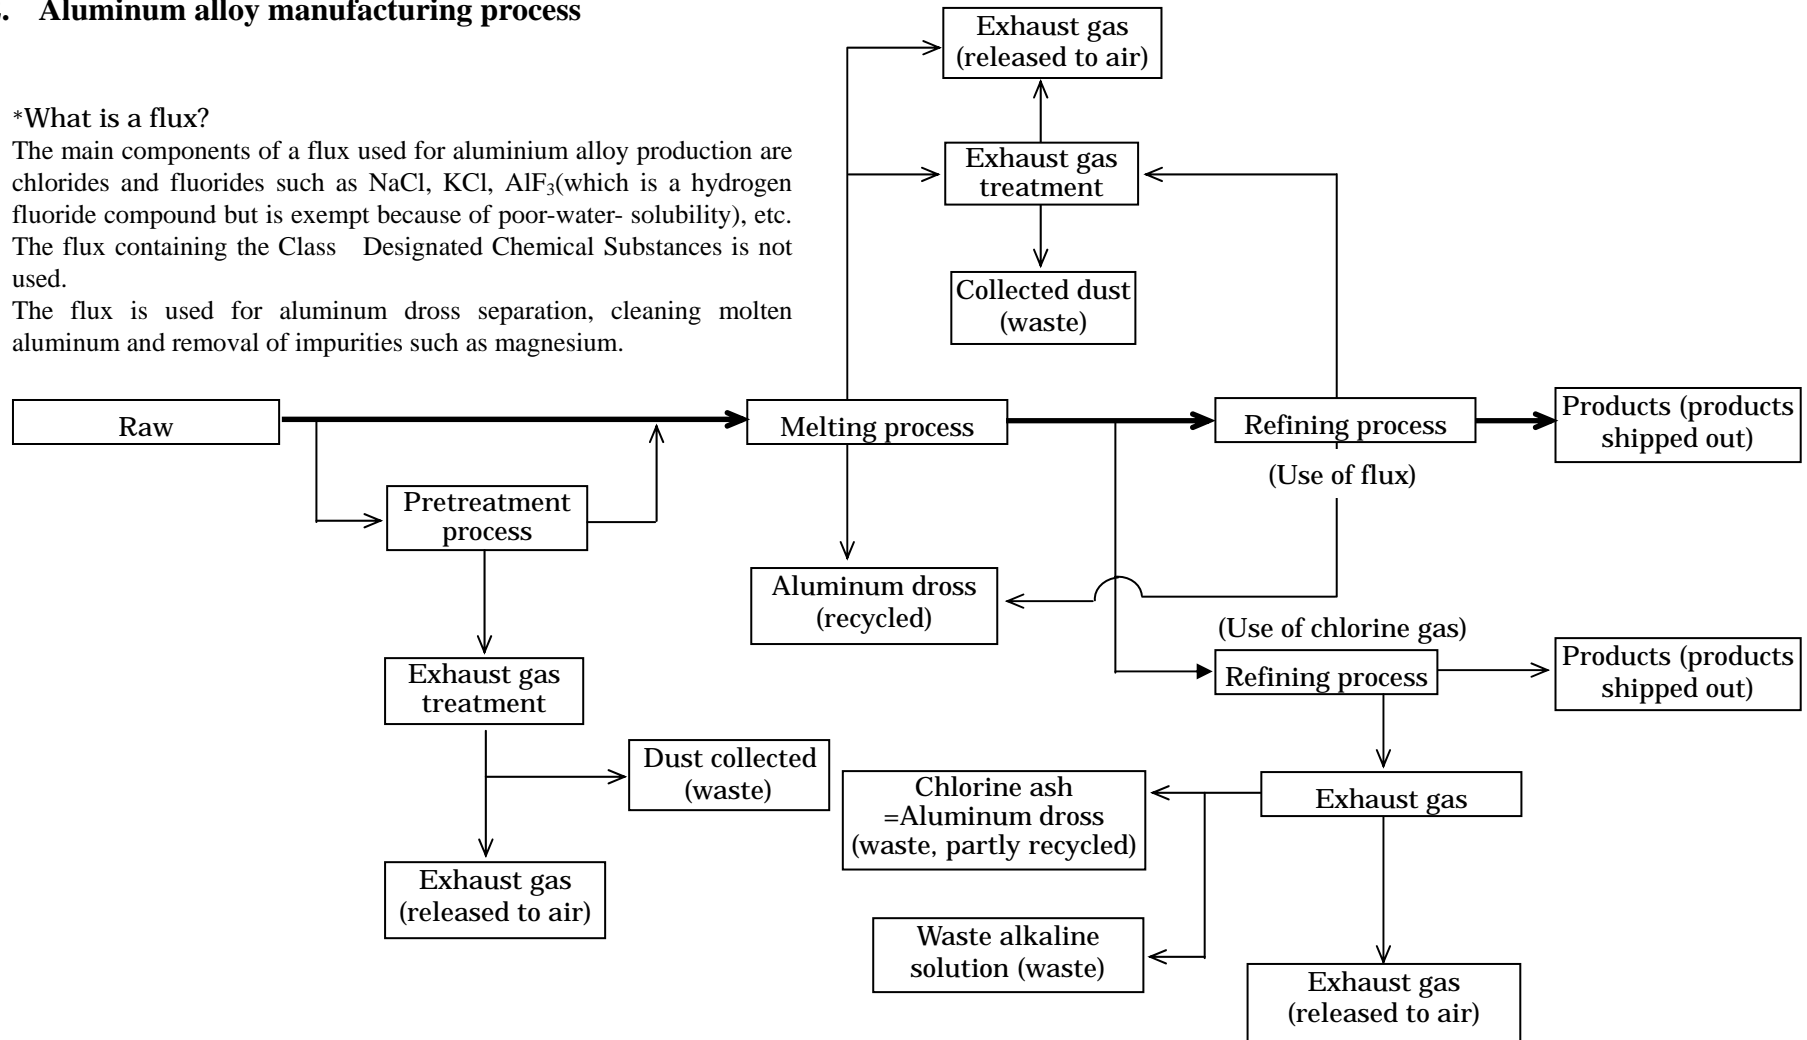 Aluminum alloy manufacturing process
*What is a flux?
The main components of a flux used for aluminium alloy production are
chlorides and fluorides such as NaCl, KCl, AlF₃(which is a hydrogen
fluoride compound but is exempt because of poor-water- solubility), etc.
The flux containing the Class Designated Chemical Substances is not
used.
The flux is used for aluminum dross separation, cleaning molten
aluminum and removal of impurities such as magnesium.
Exhaust gas
(released to air)
Exhaust gas
treatment
Collected dust
(waste)
Raw
Melting process
Refining process
Products (products
shipped out)
(Use of flux)
Pretreatment
process
Aluminum dross
(recycled)
(Use of chlorine gas)
Refining process
Products (products
shipped out)
Exhaust gas
treatment
Dust collected
(waste)
Chlorine ash
=Aluminum dross
(waste, partly recycled)
Exhaust gas
Exhaust gas
(released to air)
Waste alkaline
solution (waste)
Exhaust gas
(released to air)